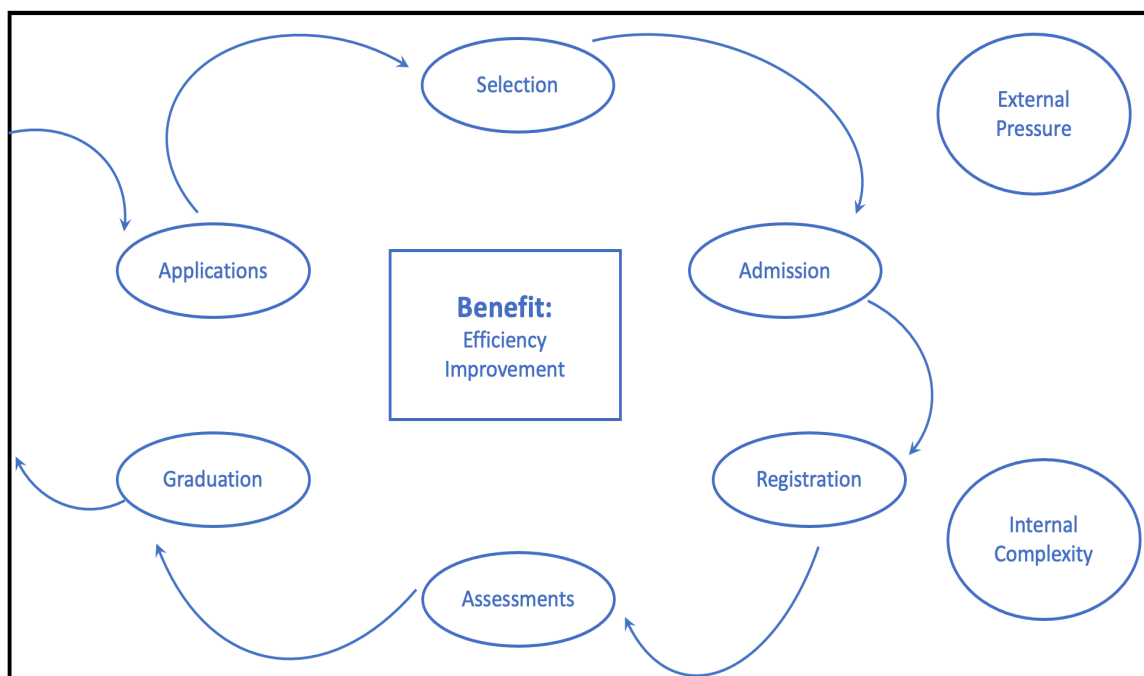 Selection
External
Pressure
Applications
Admission
Benefit:
Efficiency
Improvement
Graduation
Registration
Internal
Complexity
Assessments